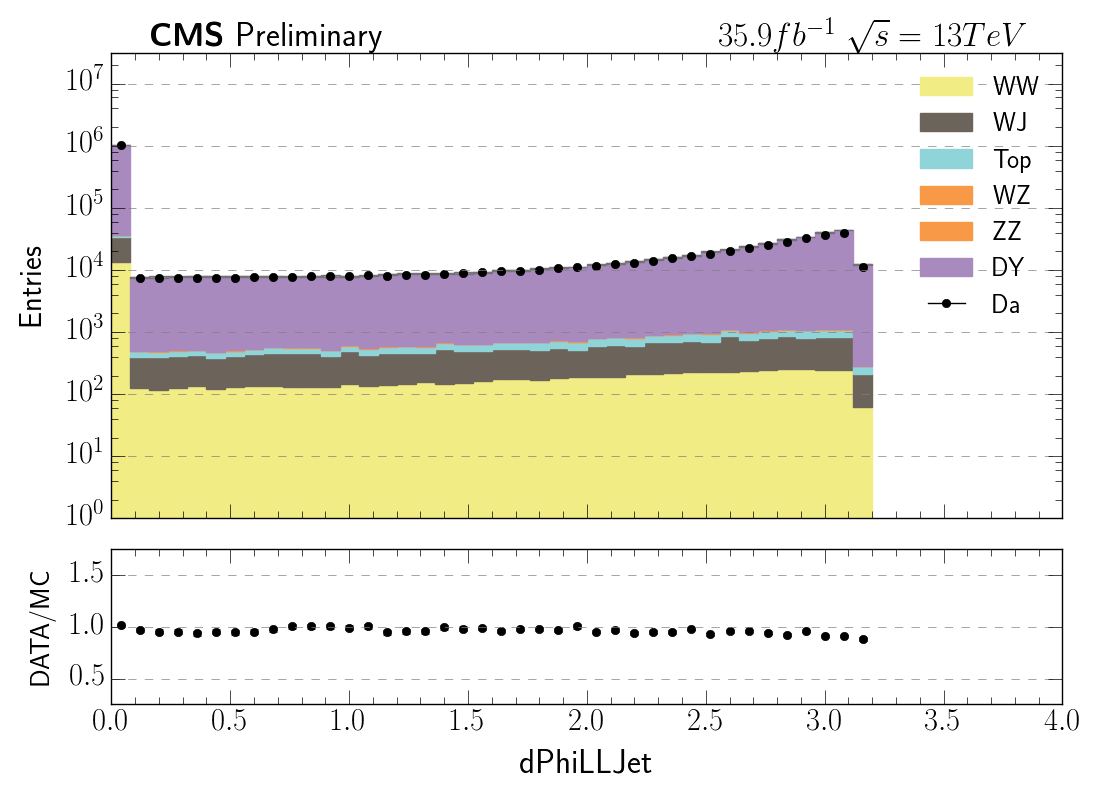 CMS Preliminary 35.9fb⁻¹ √s = 13TeV
WW
WJ
Top
WZ
ZZ
DY
Da
Entries
10⁷
10⁶
10⁵
10⁴
10³
10²
10¹
10⁰
DATA/MC
1.5
1.0
0.5
0.0 0.5 1.0 1.5 2.0 2.5 3.0 3.5 4.0
dPhiLLJet